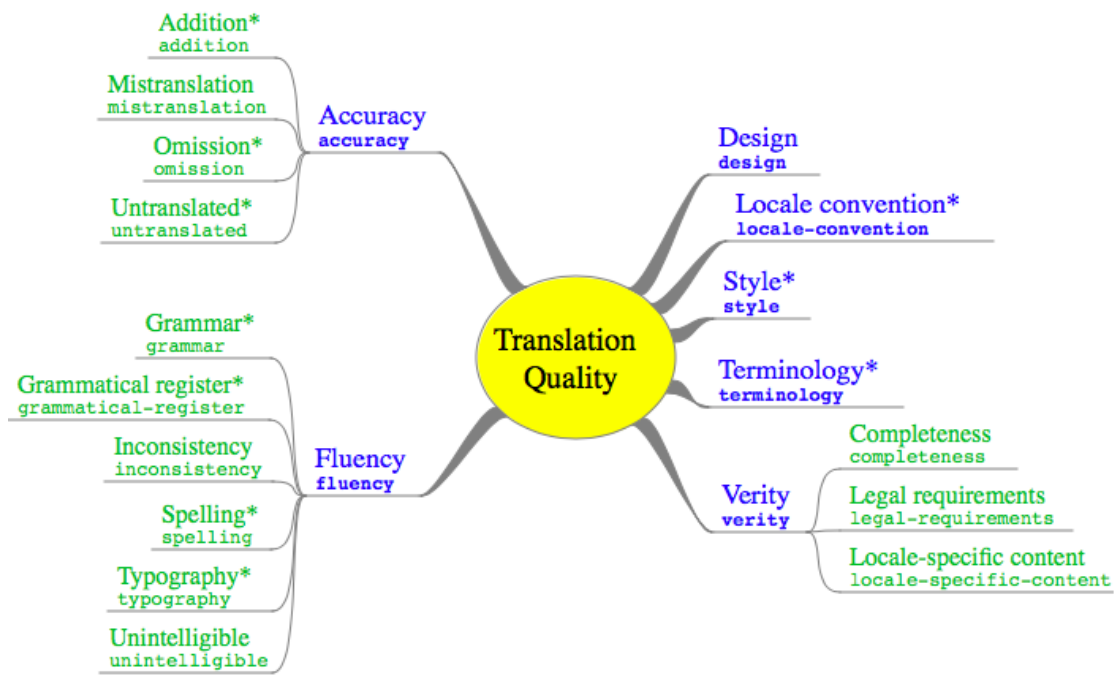 Addition*
addition
Mistranslation
mistranslation
Omission*
omission
Untranslated*
untranslated
Accuracy
accuracy
Grammar*
grammar
Grammatical register*
grammatical-register
Inconsistency
inconsistency
Spelling*
spelling
Typography*
typography
Unintelligible
unintelligible
Fluency
fluency
Translation
Quality
Design
design
Locale convention*
locale-convention
Style*
style
Terminology*
terminology
Verity
verity
Completeness
completeness
Legal requirements
legal-requirements
Locale-specific content
locale-specific-content